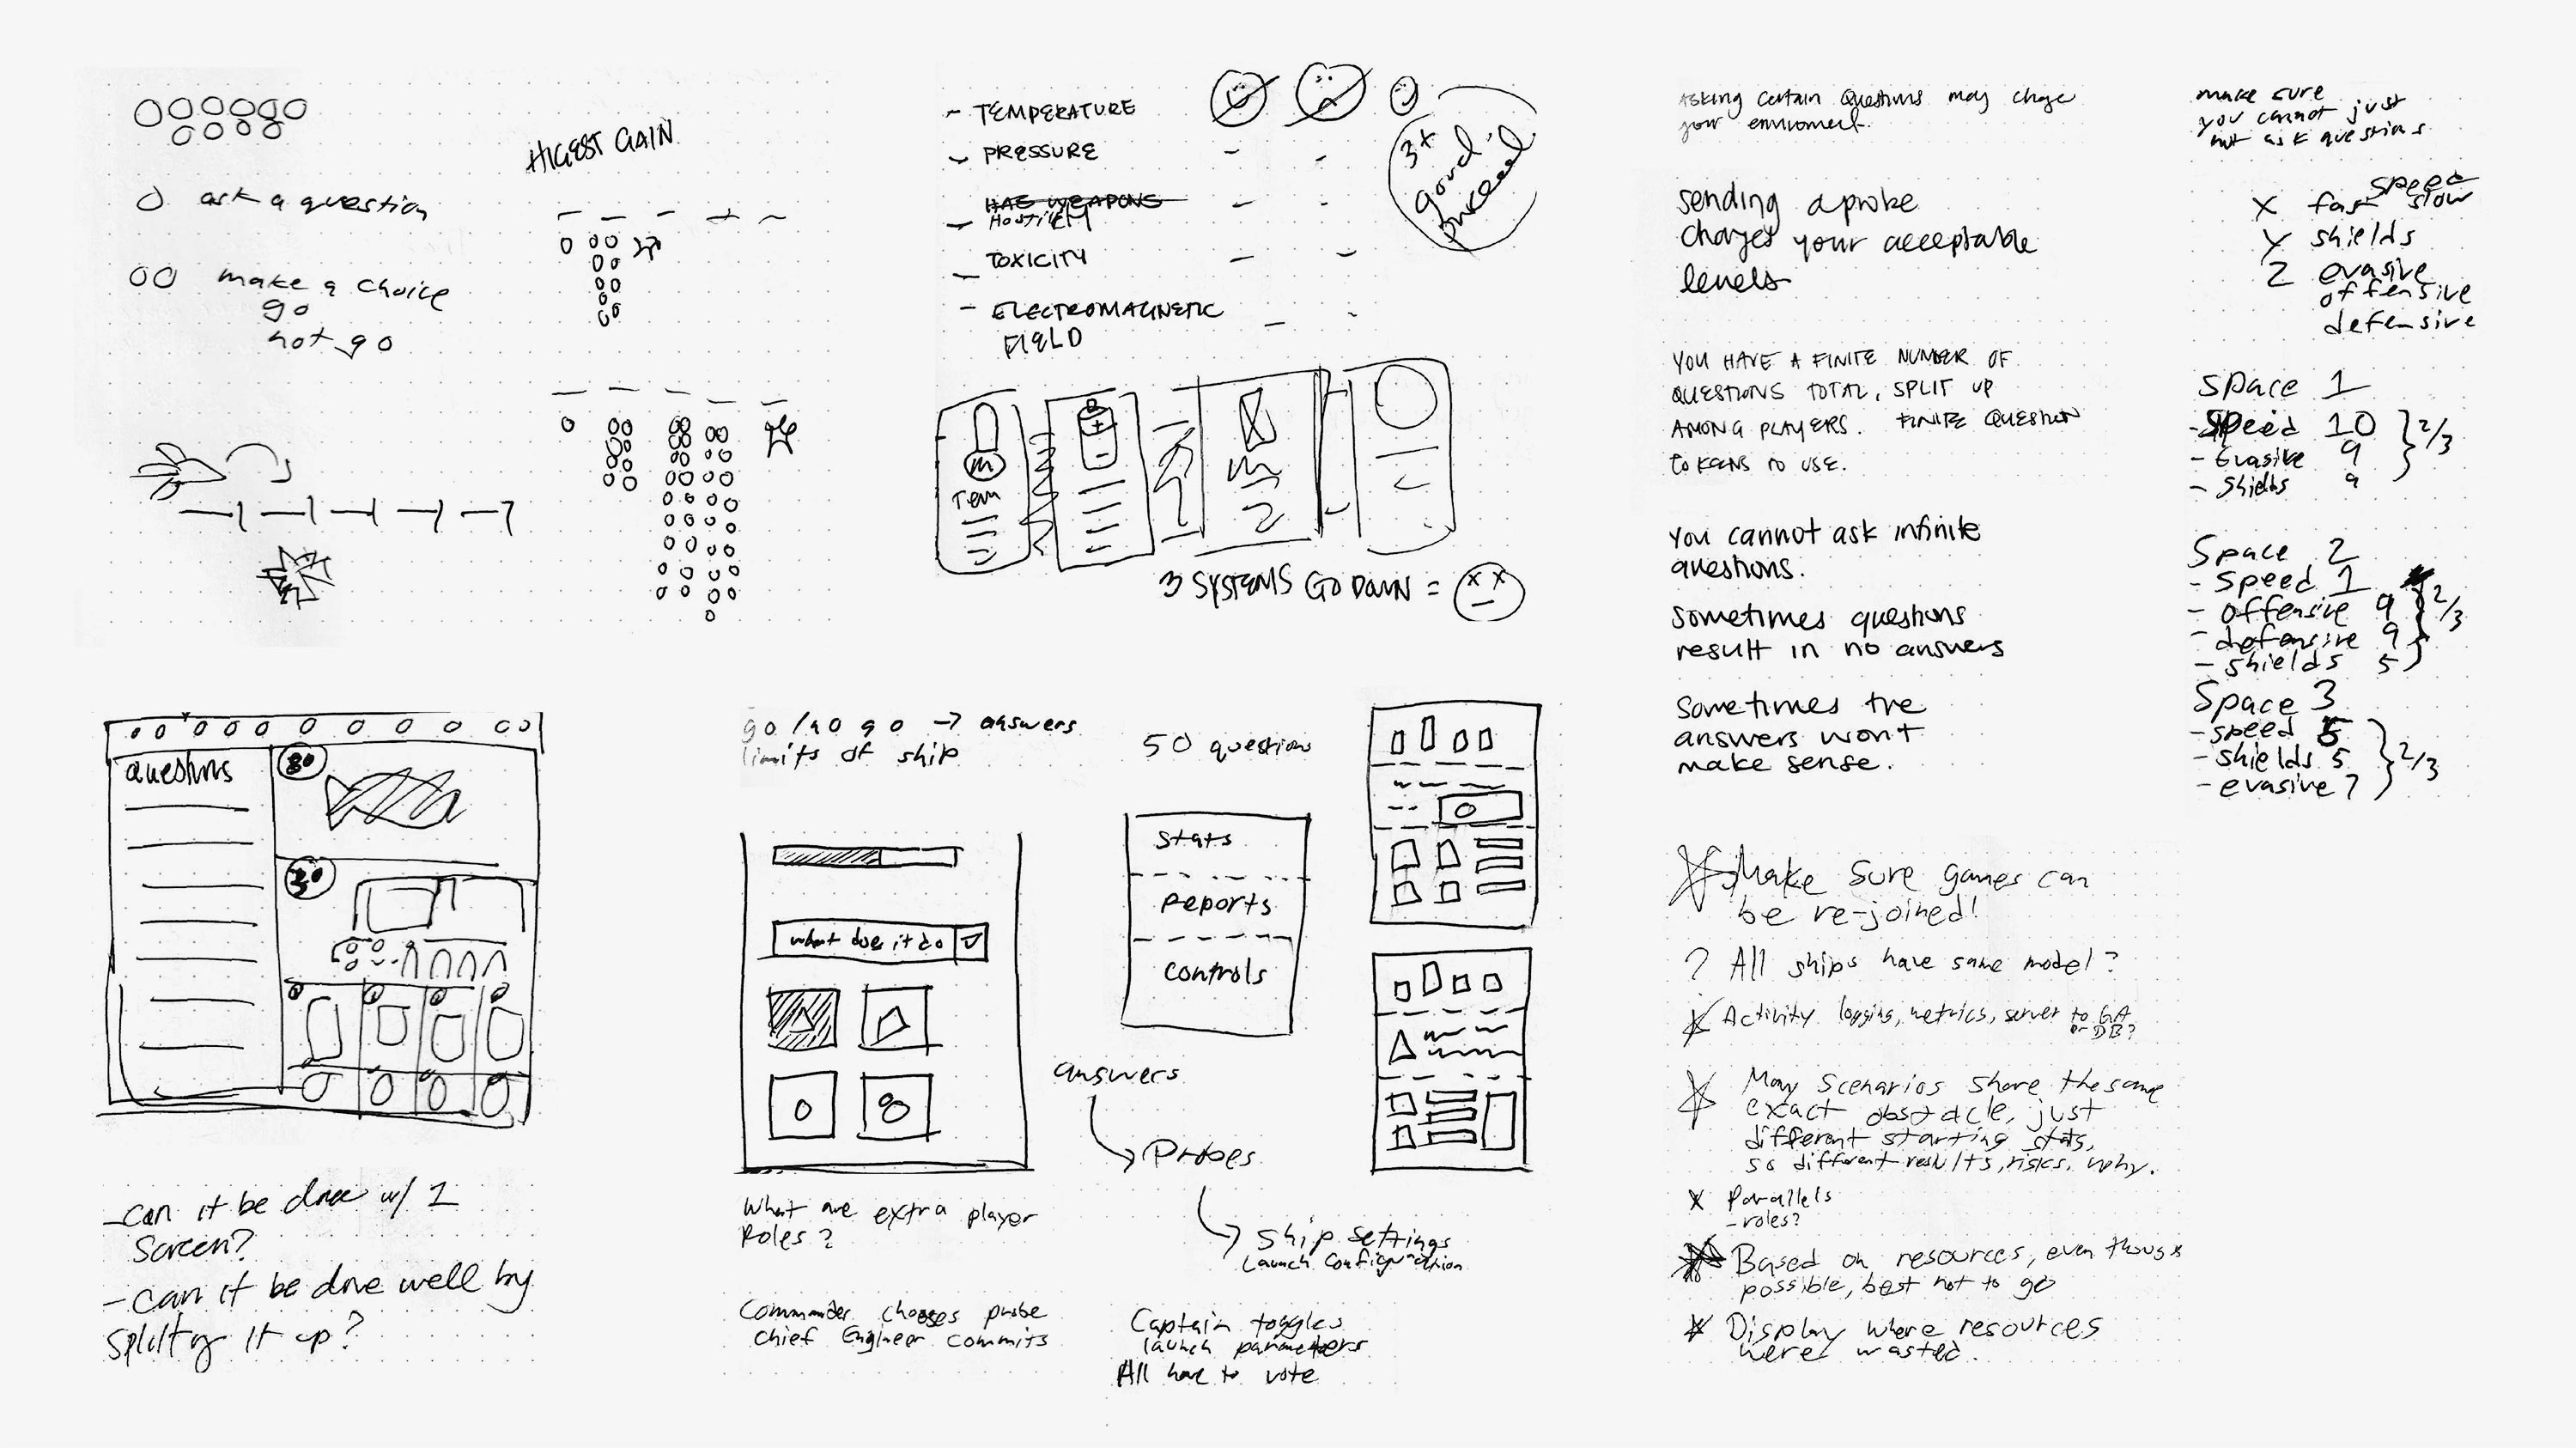 ask a question
make a choice
go
not go
HIGEST GAIN
- TEMPERATURE
- PRESSURE
HAS WEAPONS
- TOXICITY
- ELECTROMAGNETIC
FIELD
3+
good
Tem
3 SYSTEMS GO DOWN =
Asking certain Questions may chage
your enviroment.
sending a probe
changes your acceptable
levels
YOU HAVE A FINITE NUMBER OF
QUESTIONS TOTAL, SPLIT UP
AMONG PLAYERS. FINITE QUESTION
TOKENS TO USE.
You cannot ask infinite
questions.
sometimes questions
result in no answers
Sometimes the
answers wont
make sense.
make sure
you cannot just
not ask questions
speed
X fast slow
Y shields
Z evasive
offensive
defensive
Space 1
- Speed 10
- Evasive 9
- Shields 9
2/3
Space 2
- Speed 1
- offensive 9
- defensive 9
- shields 5
2/3
Space 3
- speed 5
- shields 5
- evasive 7
2/3
questions
- can it be done w/ 1
Screen?
- can it be done well by
it up?
go / no go → answers
limits of ship
50 questions
what does it do
Stats
Reports
Controls
answers
Probes
Ship settings
Launch Configuration
What are extra player
Roles?
Commander chooses probe
Chief Engineer commits
Captain toggles
launch parameters
All have to vote
Make sure games can
be re-joined!
? All ships have same model?
Activity logging, metrics, server to GA
or DB?
May scenarios share the same
exact obstacle, just
different starting stats,
so different results, risks, why.
X Parallels
- roles?
Based on resources, even though
possible, best not to go
Display where resources
were wasted.